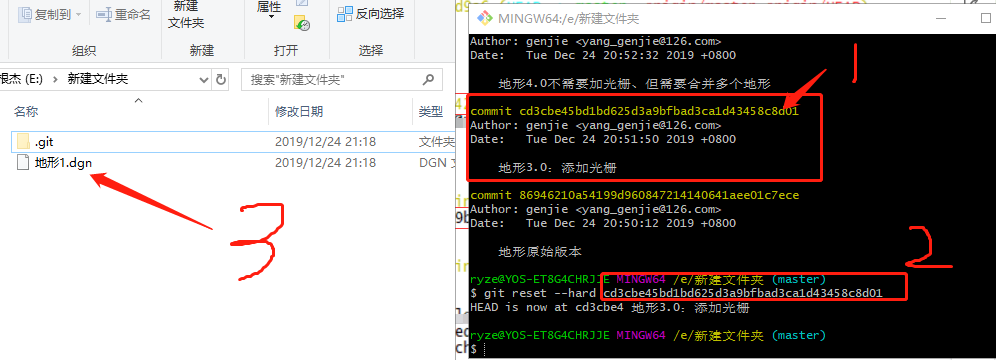 复制到
重命名
新建
文件夹
属性
打开
反向选择
组织
新建
打开
选择
根杰 (E:) > 新建文件夹
搜索"新建文件夹"
名称
修改日期
类型
.git
2019/12/24 21:18
文件夹
地形1.dgn
2019/12/24 21:18
DGN 文
3
MINGW64:/e/新建文件夹
Author: genjie <yang_genjie@126.com>
Date:   Tue Dec 24 20:52:32 2019 +0800
地形4.0不需要加光栅、但需要合并多个地形
1
commit cd3cbe45bd1bd625d3a9bfbad3ca1d43458c8d01
Author: genjie <yang_genjie@126.com>
Date:   Tue Dec 24 20:51:50 2019 +0800
地形3.0：添加光栅
commit 86946210a54199d960847214140641aee01c7ece
Author: genjie <yang_genjie@126.com>
Date:   Tue Dec 24 20:50:12 2019 +0800
地形原始版本
2
ryze@YOS-ET8G4CHRJJE MINGW64 /e/新建文件夹 (master)
$ git reset --hard cd3cbe45bd1bd625d3a9bfbad3ca1d43458c8d01
HEAD is now at cd3cbe4 地形3.0：添加光栅
ryze@YOS-ET8G4CHRJJE MINGW64 /e/新建文件夹 (master)
$